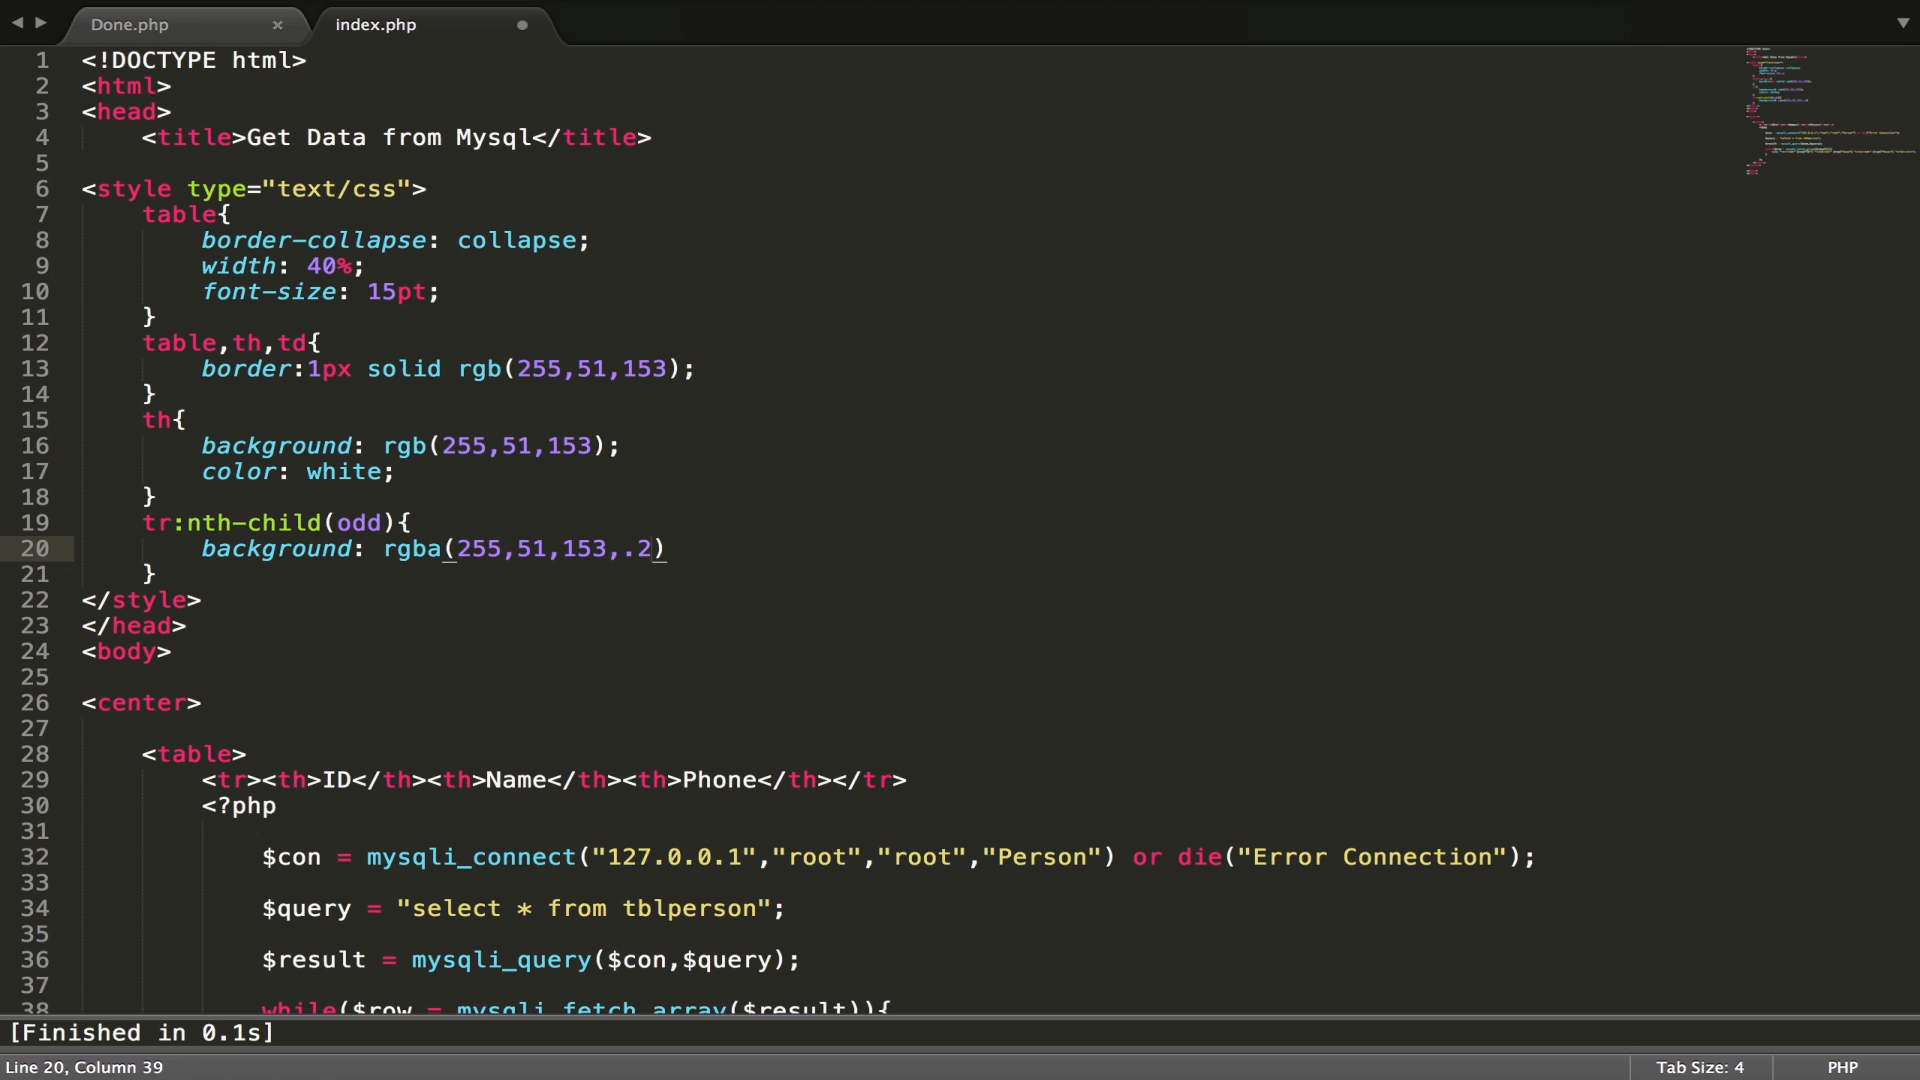 Done.php × index.php
1 <!DOCTYPE html>
2 <html>
3 <head>
4 <title>Get Data from Mysql</title>
5
6 <style type="text/css">
7 table{
8 border-collapse: collapse;
9 width: 40%;
10 font-size: 15pt;
11 }
12 table,th,td{
13 border:1px solid rgb(255,51,153);
14 }
15 th{
16 background: rgb(255,51,153);
17 color: white;
18 }
19 tr:nth-child(odd){
20 background: rgba(255,51,153,.2)
21 }
22 </style>
23 </head>
24 <body>
25
26 <center>
27
28 <table>
29 <tr><th>ID</th><th>Name</th><th>Phone</th></tr>
30 <?php
31
32 $con = mysqli_connect("127.0.0.1","root","root","Person") or die("Error Connection");
33
34 $query = "select * from tblperson";
35
36 $result = mysqli_query($con,$query);
37
38 while($row = mysqli_fetch_array($result)){
[Finished in 0.1s]
Line 20, Column 39 Tab Size: 4 PHP